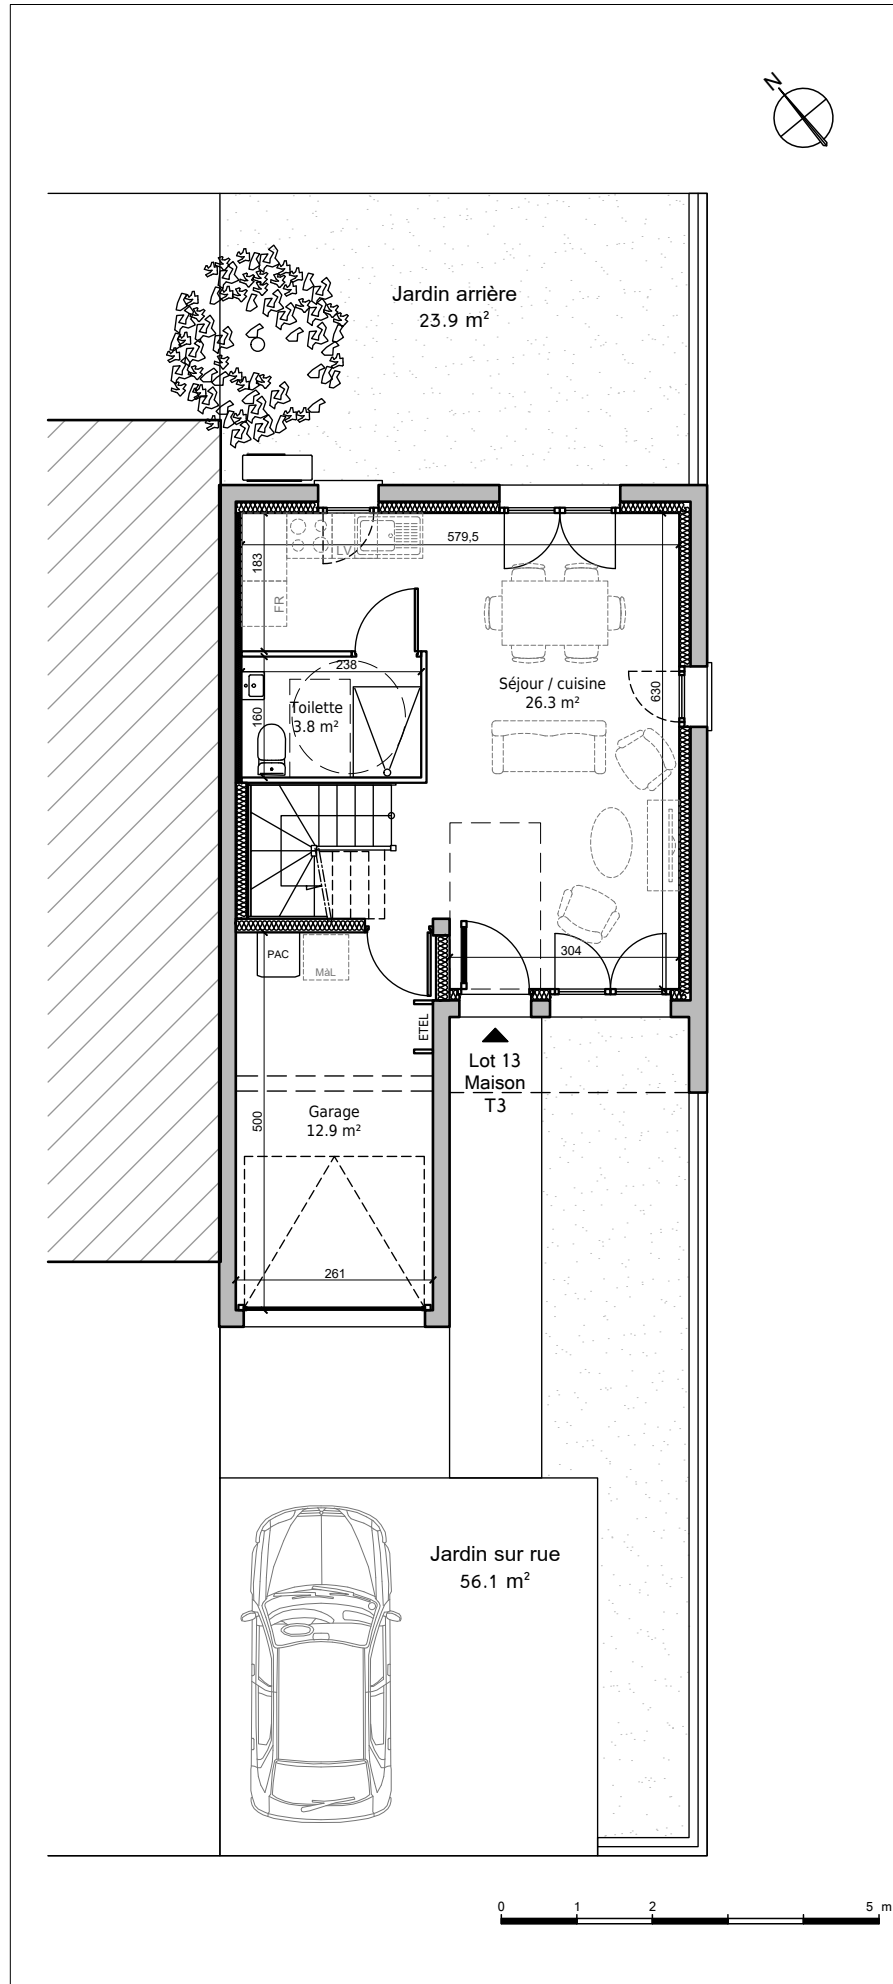 N
Jardin arrière
23.9 m²
579,5
183
LV
FR
238
Séjour / cuisine
26.3 m²
630
Toilette
3.8 m²
160
304
PAC
MàL
ETEL
Lot 13
Maison
T3
Garage
12.9 m²
500
261
Jardin sur rue
56.1 m²
0 1 2 5 m